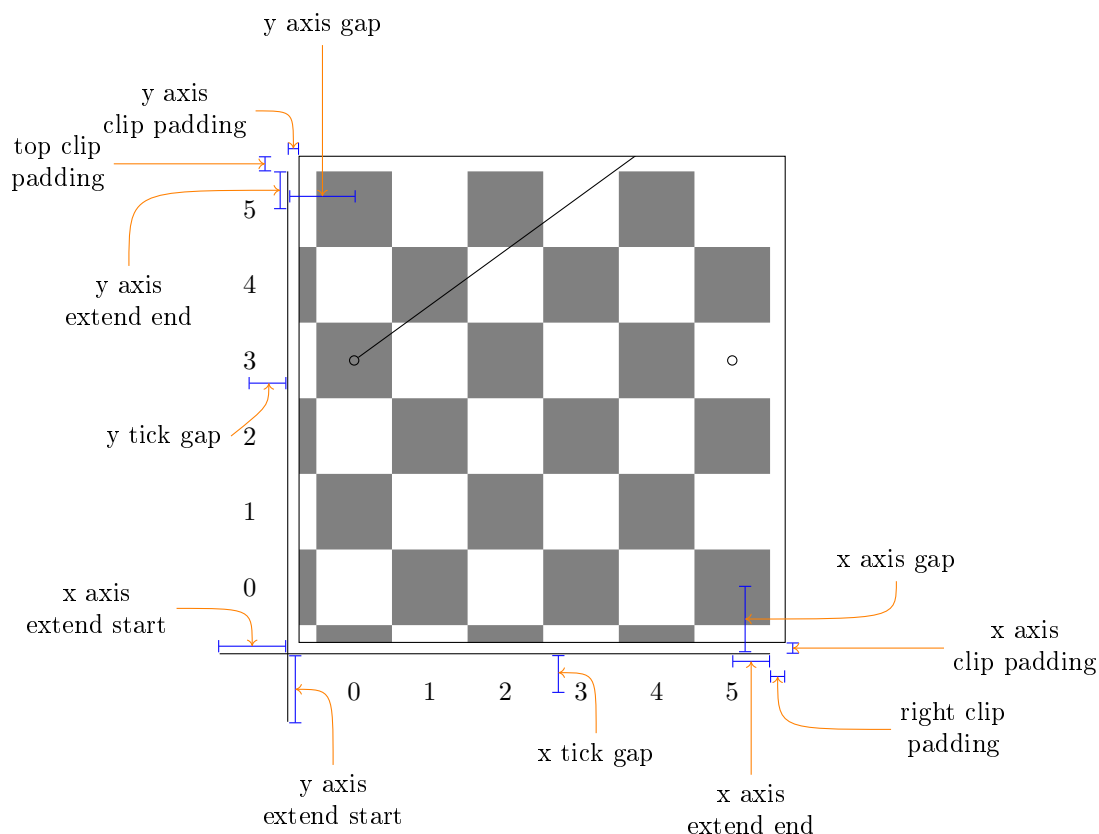 y axis gap
y axis
clip padding
top clip
padding
5
y axis
extend end
4
3
y tick gap
2
1
x axis gap
0
x axis
extend start
x axis
clip padding
0 1 2 3 4 5
right clip
padding
x tick gap
y axis
extend start
x axis
extend end